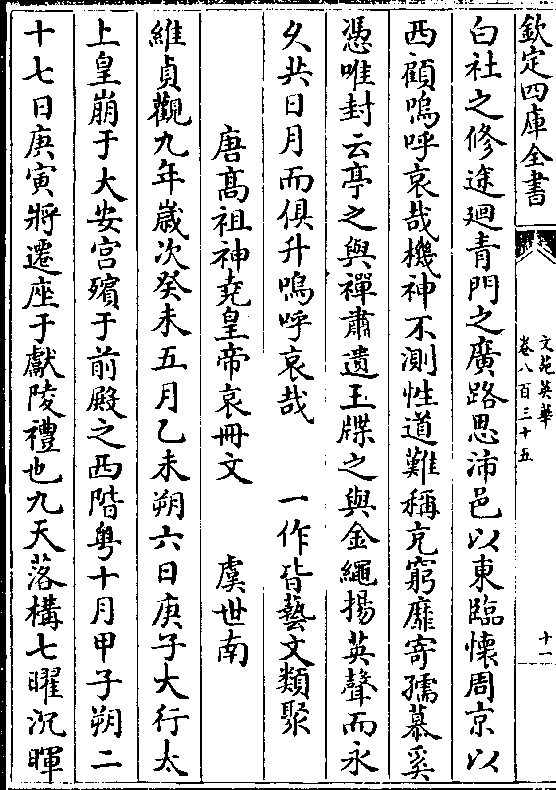 欽定四庫全書
文苑英華
卷八百三十五
十一
白社之修途廻青門之廣路思沛邑以東臨懷周京以
西顧嗚呼哀哉機神不測性道難稱克窮靡寄孺慕奚
憑唯封云亭之與禪肅遺玉牒之與金繩揚英聲而永
久共日月而俱升嗚呼哀哉 一作皆藝文類聚
唐髙祖神堯皇帝哀冊文 虞世南
維貞觀九年歲次癸未五月乙未朔六日庚子大行太
上皇崩于大安宫殯于前殿之西階粤十月甲子朔二
十七日庚寅將遷座于獻陵禮也九天落構七曜沉暉